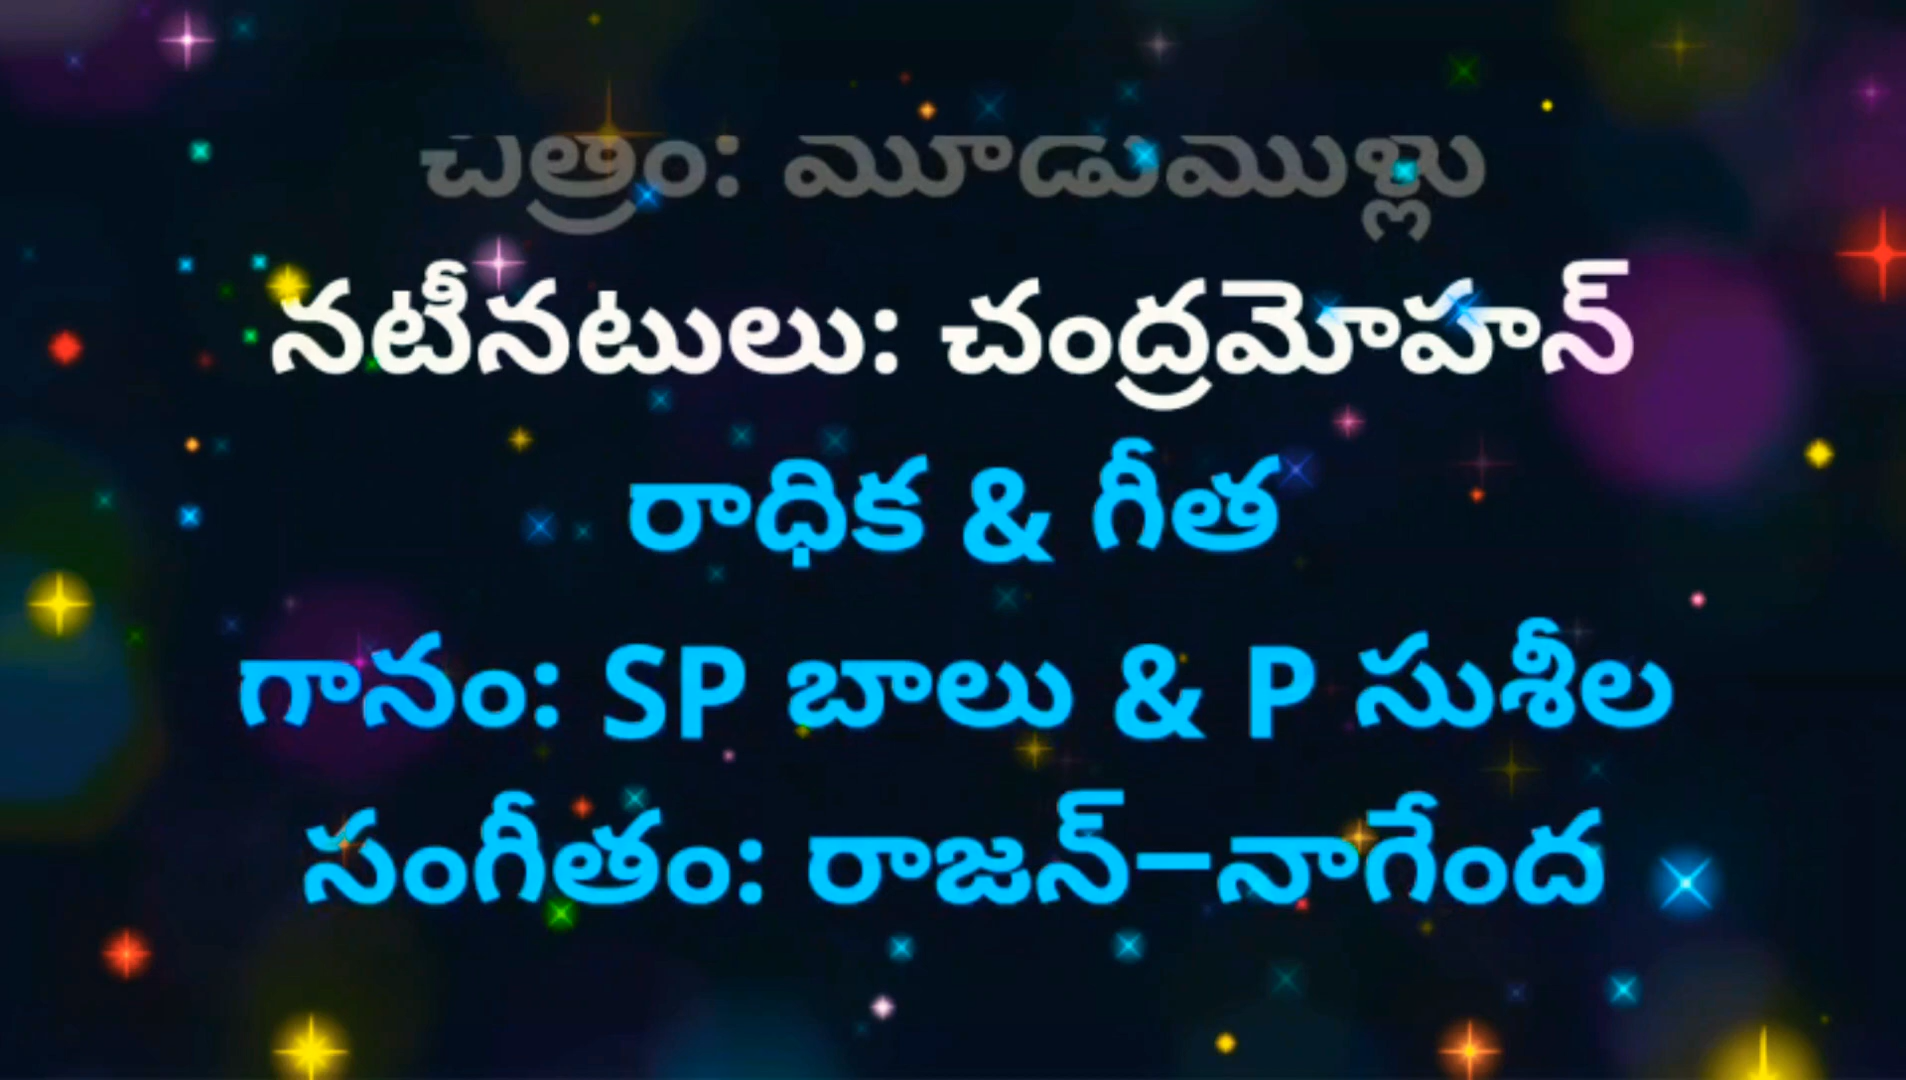 చిత్రం: మూడుముళ్లు
నటీనటులు: చంద్రమోహన్
రాధిక & గీత
గానం: SP బాలు & P సుశీల
సంగీతం: రాజన్–నాగేంద